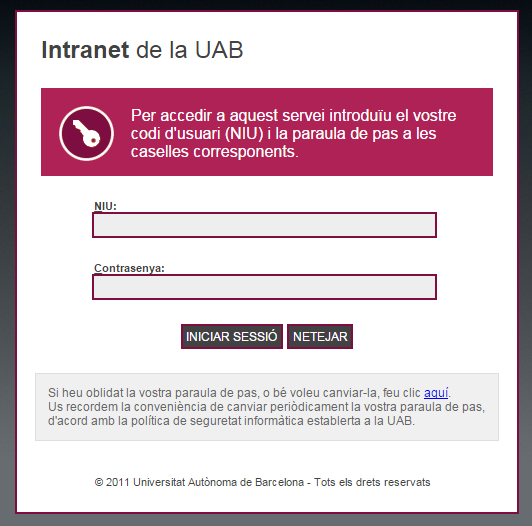 Intranet de la UAB
Per accedir a aquest servei introduïu el vostre
codi d'usuari (NIU) i la paraula de pas a les
caselles corresponents.
NIU:
Contrasenya:
INICIAR SESSIÓ NETEJAR
Si heu oblidat la vostra paraula de pas, o bé voleu canviar-la, feu clic aquí.
Us recordem la conveniència de canviar periòdicament la vostra paraula de pas,
d'acord amb la política de seguretat informàtica establerta a la UAB.
© 2011 Universitat Autònoma de Barcelona - Tots els drets reservats